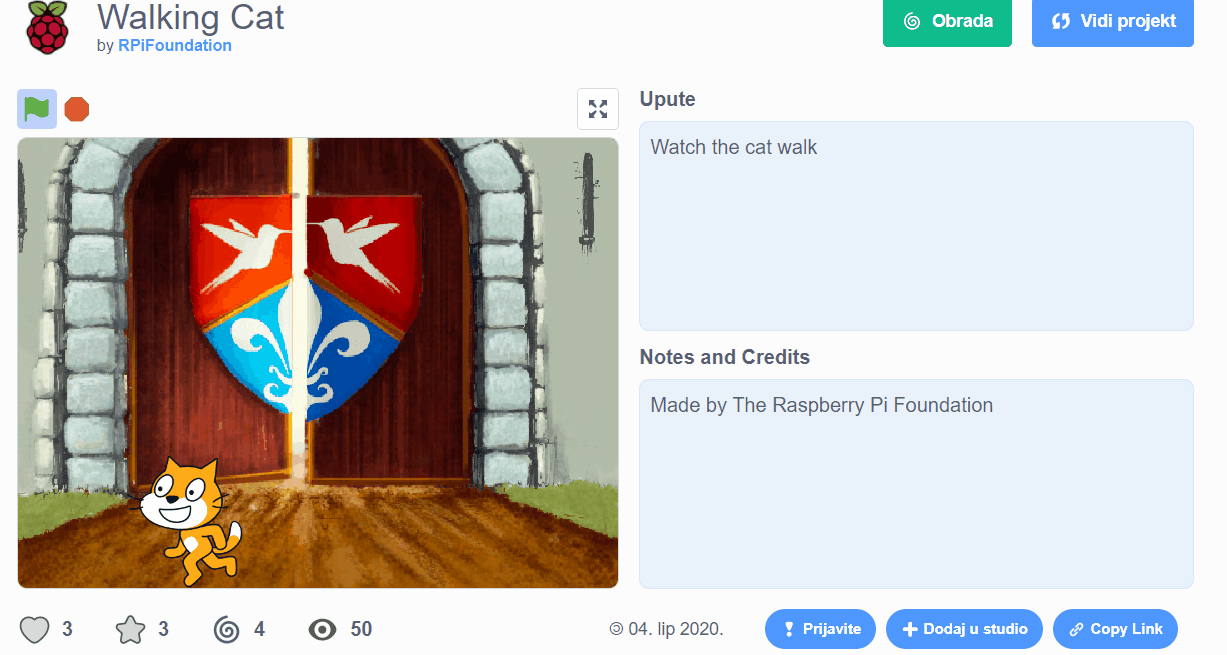 Walking Cat
by RPiFoundation
Obrada
Vidi projekt
Upute
Watch the cat walk
Notes and Credits
Made by The Raspberry Pi Foundation
3
3
4
50
04. lip 2020.
Prijavite
Dodaj u studio
Copy Link